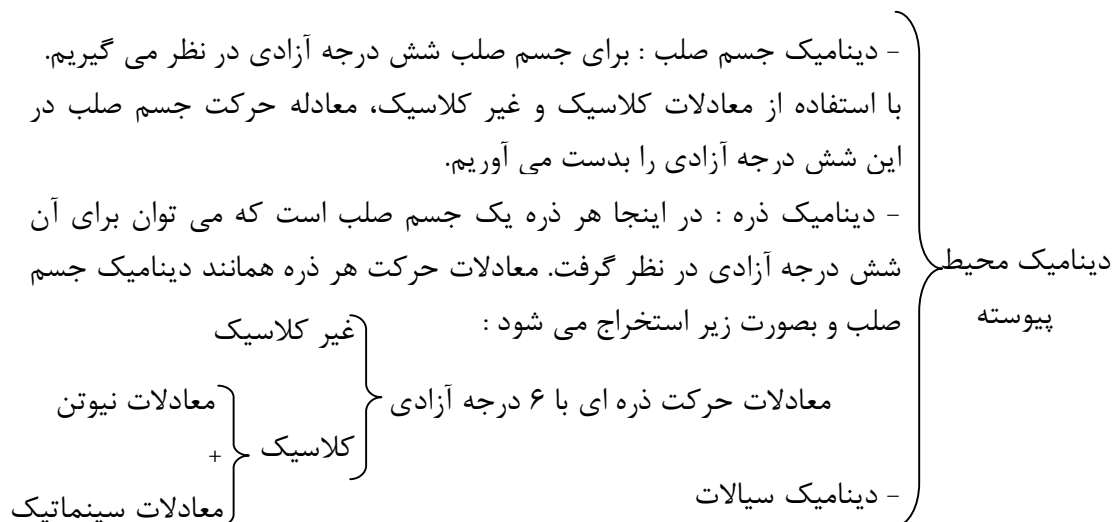 - دینامیک جسم صلب : برای جسم صلب شش درجه آزادی در نظر می گیریم.
با استفاده از معادلات کلاسیک و غیر کلاسیک، معادله حرکت جسم صلب در
این شش درجه آزادی را بدست می آوریم.
- دینامیک ذره : در اینجا هر ذره یک جسم صلب است که می توان برای آن
دینامیک محیط
شش درجه آزادی در نظر گرفت. معادلات حرکت هر ذره همانند دینامیک جسم
پیوسته
صلب و بصورت زیر استخراج می شود :
غیر کلاسیک
معادلات حرکت ذره ای با ۶ درجه آزادی
معادلات نیوتن
کلاسیک
+
- دینامیک سیالات
معادلات سینماتیک